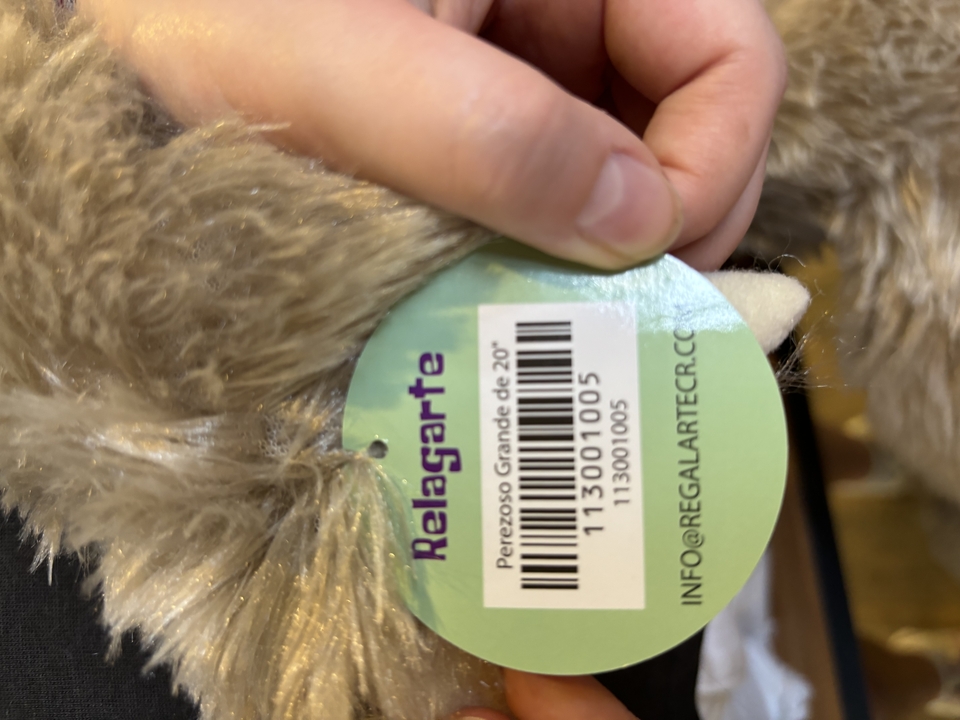 Relagarte
Perezoso Grande de 20"
113001005
113001005
INFO@REGALARTECR.CO